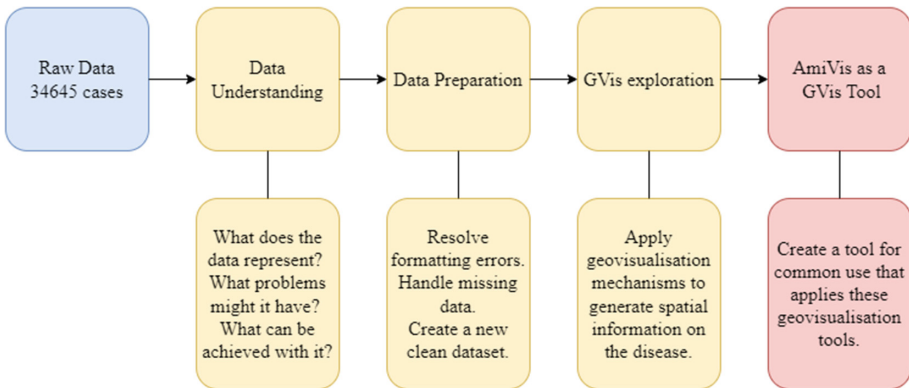 Raw Data
34645 cases
Data
Understanding
Data Preparation
GVis exploration
AmiVis as a
GVis Tool
What does the
data represent?
What problems
might it have?
What can be
achieved with it?
Resolve
formatting errors.
Handle missing
data.
Create a new
clean dataset.
Apply
geovisualisation
mechanisms to
generate spatial
information on
the disease.
Create a tool for
common use that
applies these
geovisualisation
tools.